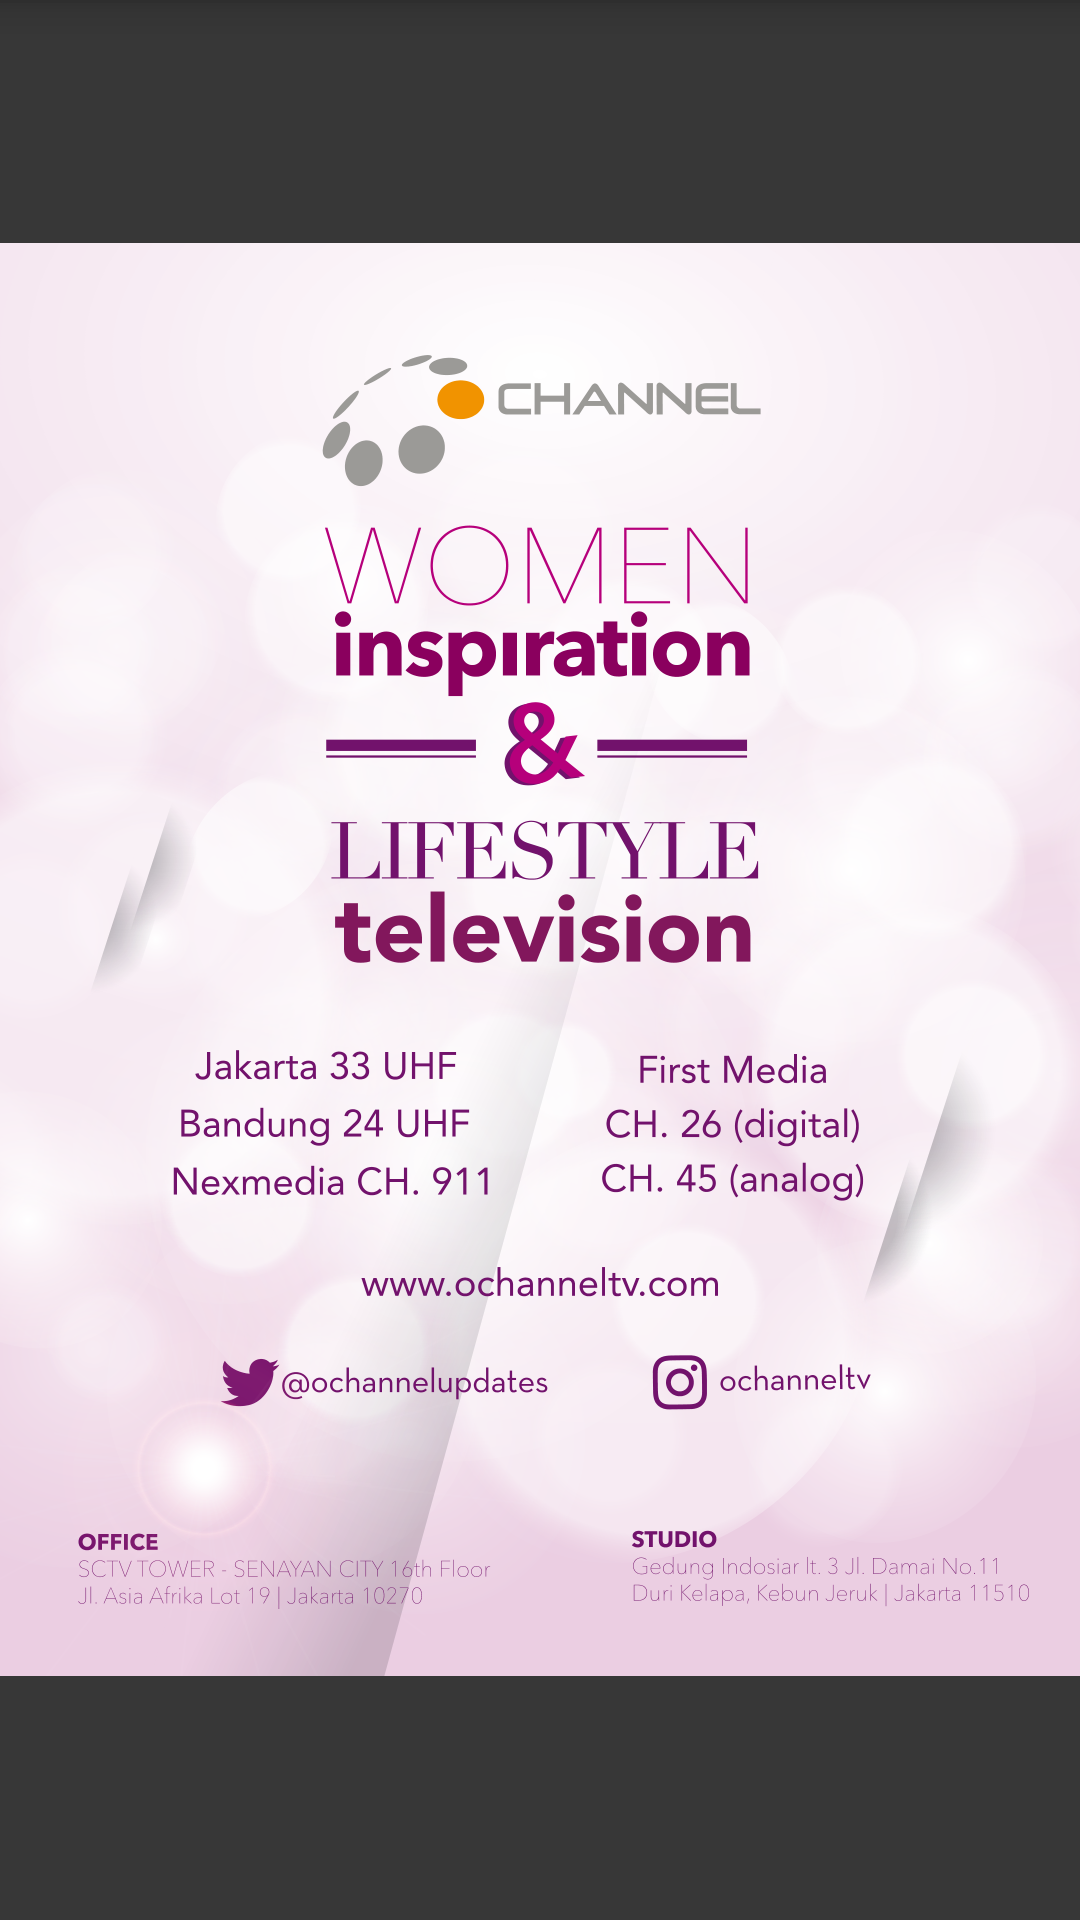 CHANNEL
WOMEN
inspiration
&
LIFESTYLE
television
Jakarta 33 UHF
Bandung 24 UHF
Nexmedia CH. 911
First Media
CH. 26 (digital)
CH. 45 (analog)
www.ochanneltv.com
@ochannelupdates
ochanneltv
OFFICE
SCTV TOWER - SENAYAN CITY 16th Floor
Jl. Asia Afrika Lot 19 | Jakarta 10270
STUDIO
Gedung Indosiar lt. 3 Jl. Damai No.11
Duri Kelapa, Kebun Jeruk | Jakarta 11510